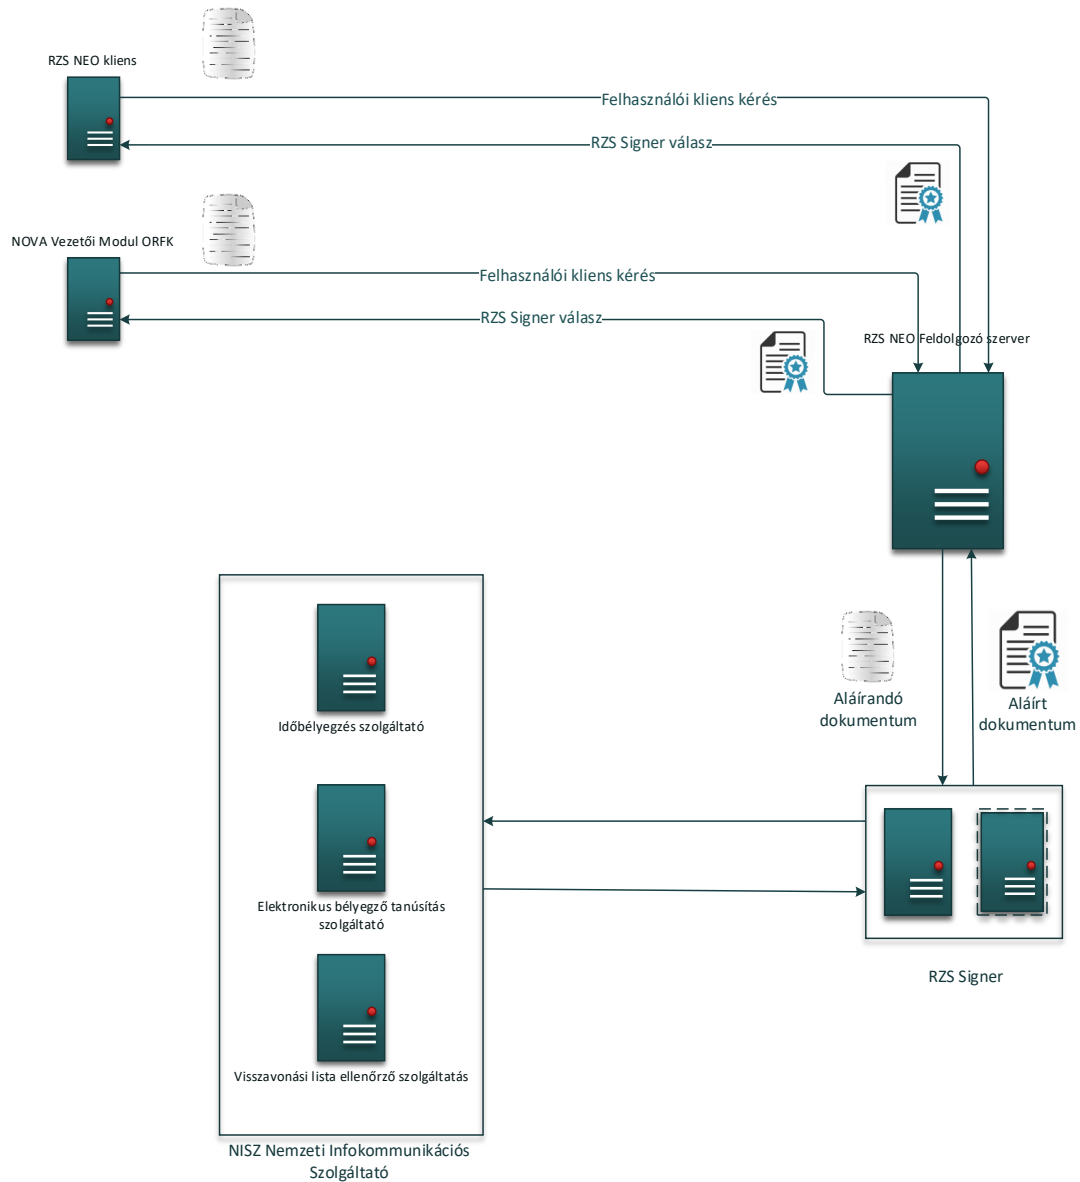 RZS NEO kliens
Felhasználói kliens kérés
RZS Signer válasz
NOVA Vezetői Modul ORFK
Felhasználói kliens kérés
RZS Signer válasz
RZS NEO Feldolgozó szerver
Aláírandó
dokumentum
Aláírt
dokumentum
Időbélyegzés szolgáltató
Elektronikus bélyegző tanúsítás
szolgáltató
Visszavonási lista ellenőrző szolgáltatás
RZS Signer
NISZ Nemzeti Infokommunikációs
Szolgáltató